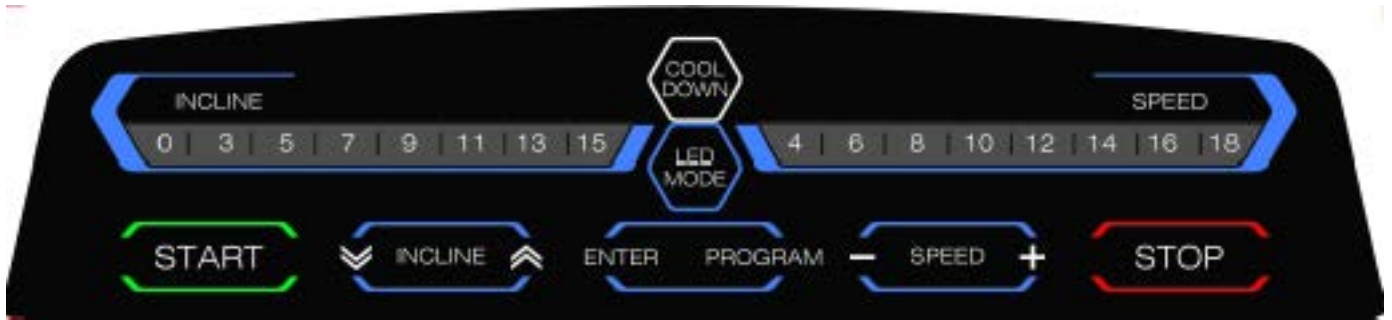 COOL
DOWN
INCLINE
SPEED
0 | 3 | 5 | 7 | 9 | 11 | 13 | 15
4 | 6 | 8 | 10 | 12 | 14 | 16 | 18
LED
MODE
START
INCLINE
ENTER PROGRAM
− SPEED +
STOP